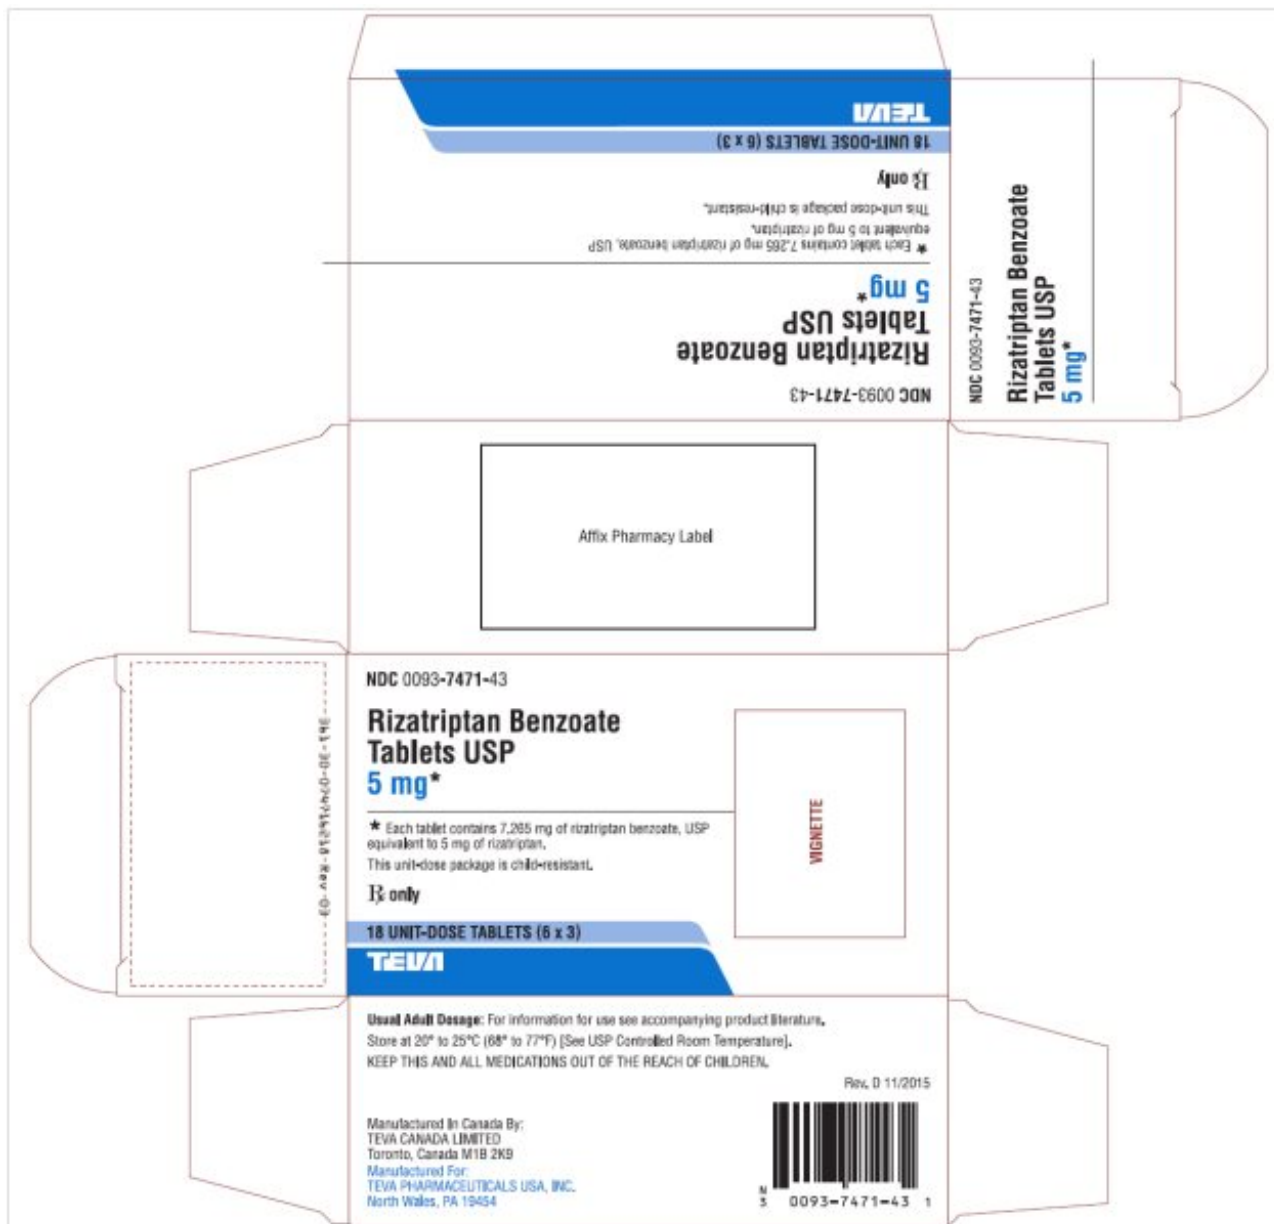 TEVA
18 UNIT-DOSE TABLETS (6 x 3)
℞ only
This unit-dose package is child-resistant.
* Each tablet contains 7.265 mg of rizatriptan benzoate, USP
equivalent to 5 mg of rizatriptan.
Rizatriptan Benzoate
Tablets USP
5 mg*
NDC 0093-7471-43
NDC 0093-7471-43
Rizatriptan Benzoate
Tablets USP
5 mg*
Affix Pharmacy Label
NDC 0093-7471-43
Rizatriptan Benzoate
Tablets USP
5 mg*
* Each tablet contains 7.265 mg of rizatriptan benzoate, USP
equivalent to 5 mg of rizatriptan.
This unit-dose package is child-resistant.
℞ only
18 UNIT-DOSE TABLETS (6 x 3)
TEVA
VIGNETTE
Usual Adult Dosage: For information for use see accompanying product literature.
Store at 20° to 25°C (68° to 77°F) [See USP Controlled Room Temperature].
KEEP THIS AND ALL MEDICATIONS OUT OF THE REACH OF CHILDREN.
Rev. D 11/2015
Manufactured In Canada By:
TEVA CANADA LIMITED
Toronto, Canada M1B 2K9
Manufactured For:
TEVA PHARMACEUTICALS USA, INC.
North Wales, PA 19454
N
3 0093-7471-43 1